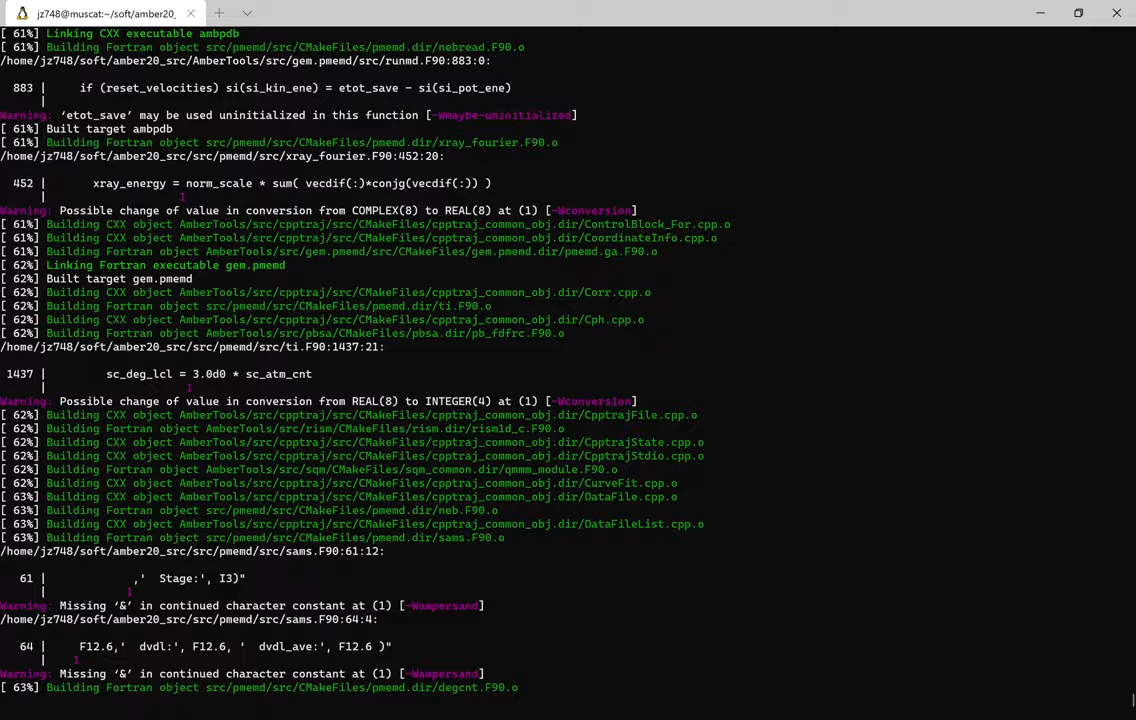 jz748@muscat:~/soft/amber20_
[ 61%] Linking CXX executable ambpdb
[ 61%] Building Fortran object src/pmemd/src/CMakeFiles/pmemd.dir/nebread.F90.o
/home/jz748/soft/amber20_src/AmberTools/src/gem.pmemd/src/runmd.F90:883:0:
883 | if (reset_velocities) si(si_kin_ene) = etot_save - si(si_pot_ene)
|
Warning: ‘etot_save’ may be used uninitialized in this function [-Wmaybe-uninitialized]
[ 61%] Built target ambpdb
[ 61%] Building Fortran object src/pmemd/src/CMakeFiles/pmemd.dir/xray_fourier.F90.o
/home/jz748/soft/amber20_src/src/pmemd/src/xray_fourier.F90:452:20:
452 | xray_energy = norm_scale * sum( vecdif(:)*conjg(vecdif(:)) )
| 1
Warning: Possible change of value in conversion from COMPLEX(8) to REAL(8) at (1) [-Wconversion]
[ 61%] Building CXX object AmberTools/src/cpptraj/src/CMakeFiles/cpptraj_common_obj.dir/ControlBlock_For.cpp.o
[ 61%] Building CXX object AmberTools/src/cpptraj/src/CMakeFiles/cpptraj_common_obj.dir/CoordinateInfo.cpp.o
[ 61%] Building Fortran object AmberTools/src/gem.pmemd/src/CMakeFiles/gem.pmemd.dir/pmemd.ga.F90.o
[ 62%] Linking Fortran executable gem.pmemd
[ 62%] Built target gem.pmemd
[ 62%] Building CXX object AmberTools/src/cpptraj/src/CMakeFiles/cpptraj_common_obj.dir/Corr.cpp.o
[ 62%] Building Fortran object src/pmemd/src/CMakeFiles/pmemd.dir/ti.F90.o
[ 62%] Building CXX object AmberTools/src/cpptraj/src/CMakeFiles/cpptraj_common_obj.dir/Cph.cpp.o
[ 62%] Building Fortran object AmberTools/src/pbsa/CMakeFiles/pbsa.dir/pb_fdfrc.F90.o
/home/jz748/soft/amber20_src/src/pmemd/src/ti.F90:1437:21:
1437 | sc_deg_lcl = 3.0d0 * sc_atm_cnt
| 1
Warning: Possible change of value in conversion from REAL(8) to INTEGER(4) at (1) [-Wconversion]
[ 62%] Building CXX object AmberTools/src/cpptraj/src/CMakeFiles/cpptraj_common_obj.dir/CpptrajFile.cpp.o
[ 62%] Building Fortran object AmberTools/src/rism/CMakeFiles/rism.dir/rism1d_c.F90.o
[ 62%] Building CXX object AmberTools/src/cpptraj/src/CMakeFiles/cpptraj_common_obj.dir/CpptrajState.cpp.o
[ 62%] Building CXX object AmberTools/src/cpptraj/src/CMakeFiles/cpptraj_common_obj.dir/CpptrajStdio.cpp.o
[ 62%] Building Fortran object AmberTools/src/sqm/CMakeFiles/sqm_common.dir/qmmm_module.F90.o
[ 62%] Building CXX object AmberTools/src/cpptraj/src/CMakeFiles/cpptraj_common_obj.dir/CurveFit.cpp.o
[ 63%] Building CXX object AmberTools/src/cpptraj/src/CMakeFiles/cpptraj_common_obj.dir/DataFile.cpp.o
[ 63%] Building Fortran object src/pmemd/src/CMakeFiles/pmemd.dir/neb.F90.o
[ 63%] Building CXX object AmberTools/src/cpptraj/src/CMakeFiles/cpptraj_common_obj.dir/DataFileList.cpp.o
[ 63%] Building Fortran object src/pmemd/src/CMakeFiles/pmemd.dir/sams.F90.o
/home/jz748/soft/amber20_src/src/pmemd/src/sams.F90:61:12:
61 | ,' Stage:', I3)"
| 1
Warning: Missing ‘&’ in continued character constant at (1) [-Wampersand]
/home/jz748/soft/amber20_src/src/pmemd/src/sams.F90:64:4:
64 | F12.6,' dvdl:', F12.6, ' dvdl_ave:', F12.6 )"
| 1
Warning: Missing ‘&’ in continued character constant at (1) [-Wampersand]
[ 63%] Building Fortran object src/pmemd/src/CMakeFiles/pmemd.dir/degcnt.F90.o